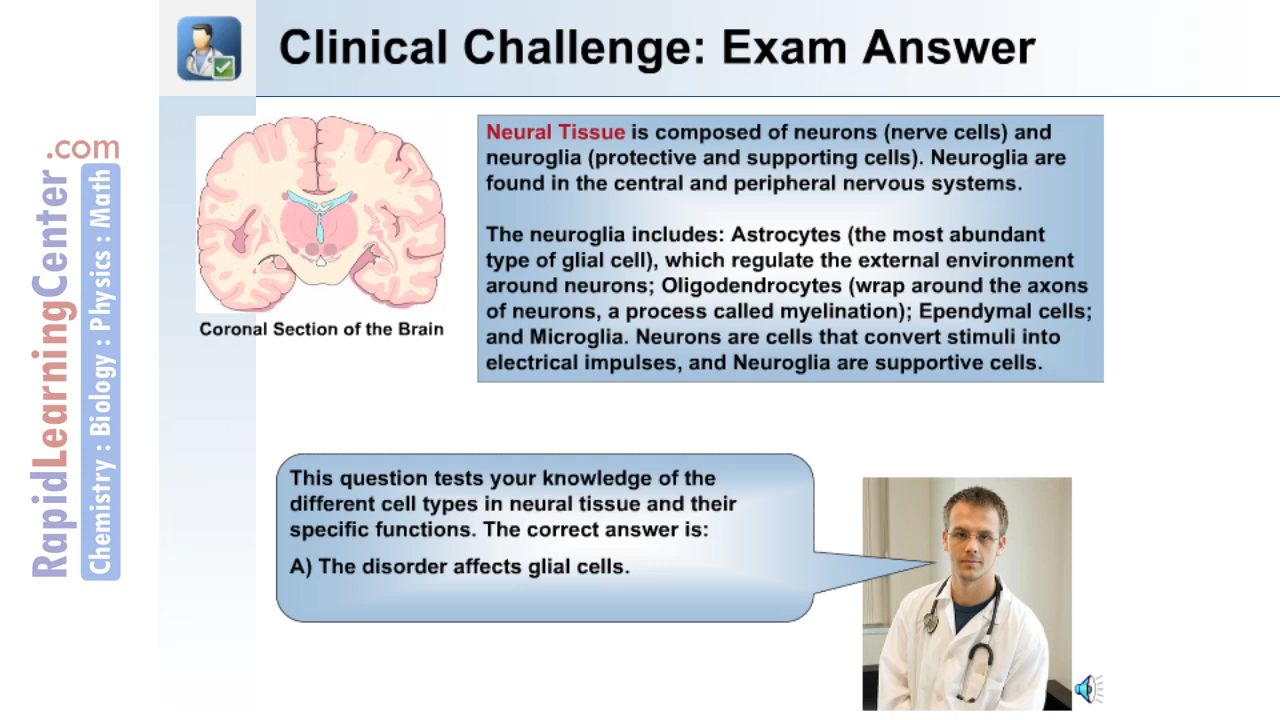 Clinical Challenge: Exam Answer
RapidLearningCenter.com
Chemistry : Biology : Physics : Math
Coronal Section of the Brain
Neural Tissue is composed of neurons (nerve cells) and
neuroglia (protective and supporting cells). Neuroglia are
found in the central and peripheral nervous systems.
The neuroglia includes: Astrocytes (the most abundant
type of glial cell), which regulate the external environment
around neurons; Oligodendrocytes (wrap around the axons
of neurons, a process called myelination); Ependymal cells;
and Microglia. Neurons are cells that convert stimuli into
electrical impulses, and Neuroglia are supportive cells.
This question tests your knowledge of the
different cell types in neural tissue and their
specific functions. The correct answer is:
A) The disorder affects glial cells.